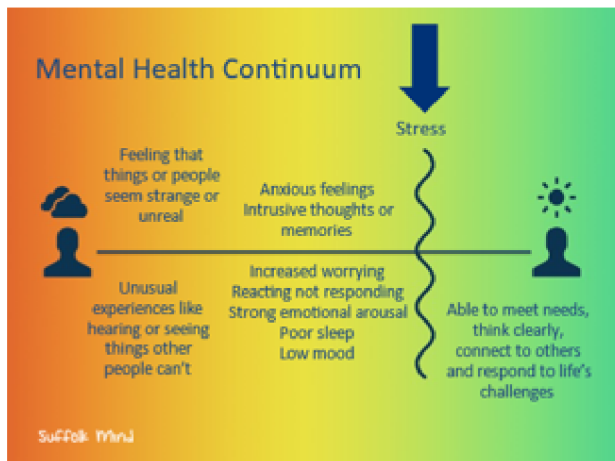 Mental Health Continuum
Stress
Feeling that
things or people
seem strange or
unreal
Anxious feelings
Intrusive thoughts or
memories
Unusual
experiences like
hearing or seeing
things other
people can't
Increased worrying
Reacting not responding
Strong emotional arousal
Poor sleep
Low mood
Able to meet needs,
think clearly,
connect to others
and respond to life's
challenges
Suffolk Mind